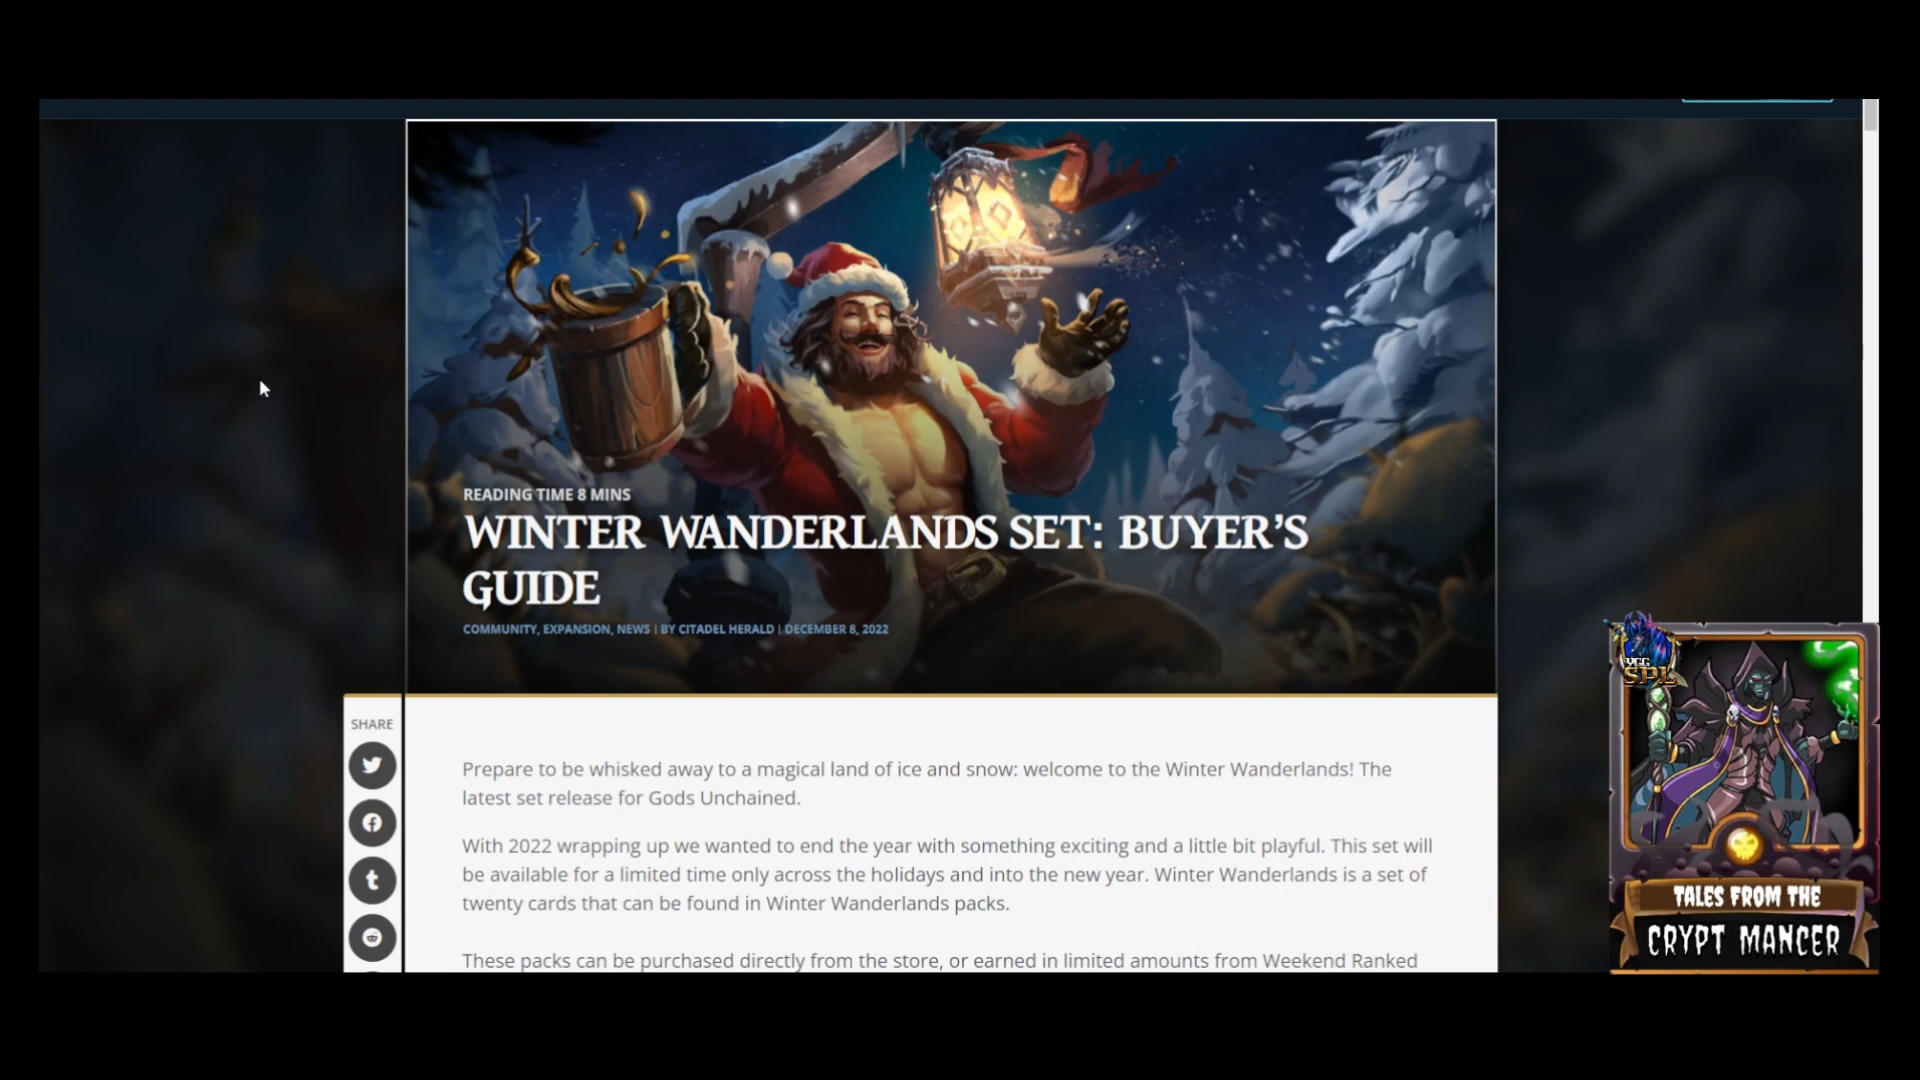 READING TIME 8 MINS
WINTER WANDERLANDS SET: BUYER'S
GUIDE
COMMUNITY, EXPANSION, NEWS | BY CITADEL HERALD | DECEMBER 8, 2022
SHARE
Prepare to be whisked away to a magical land of ice and snow: welcome to the Winter Wanderlands! The
latest set release for Gods Unchained.
With 2022 wrapping up we wanted to end the year with something exciting and a little bit playful. This set will
be available for a limited time only across the holidays and into the new year. Winter Wanderlands is a set of
twenty cards that can be found in Winter Wanderlands packs.
These packs can be purchased directly from the store, or earned in limited amounts from Weekend Ranked
YGG
SPL
TALES FROM THE
CRYPT MANCER